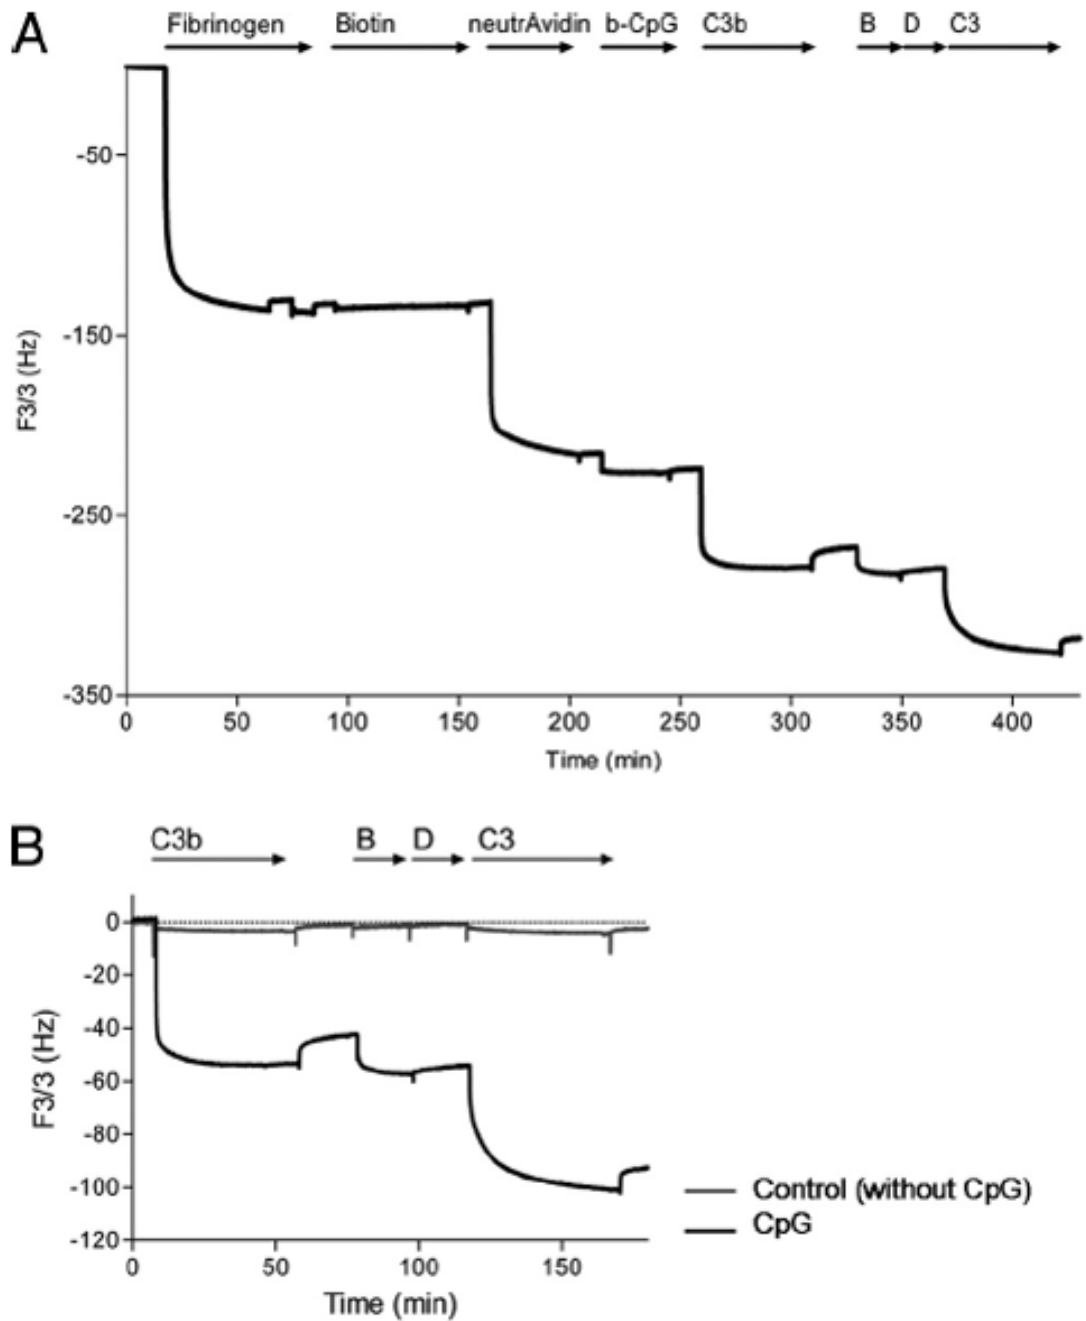 A
Fibrinogen Biotin neutrAvidin b-CpG C3b B D C3
-50
-150
-250
-350
F3/3 (Hz)
0 50 100 150 200 250 300 350 400
Time (min)
B
C3b B D C3
0
-20
-40
-60
-80
-100
-120
F3/3 (Hz)
0 50 100 150
Time (min)
Control (without CpG)
CpG